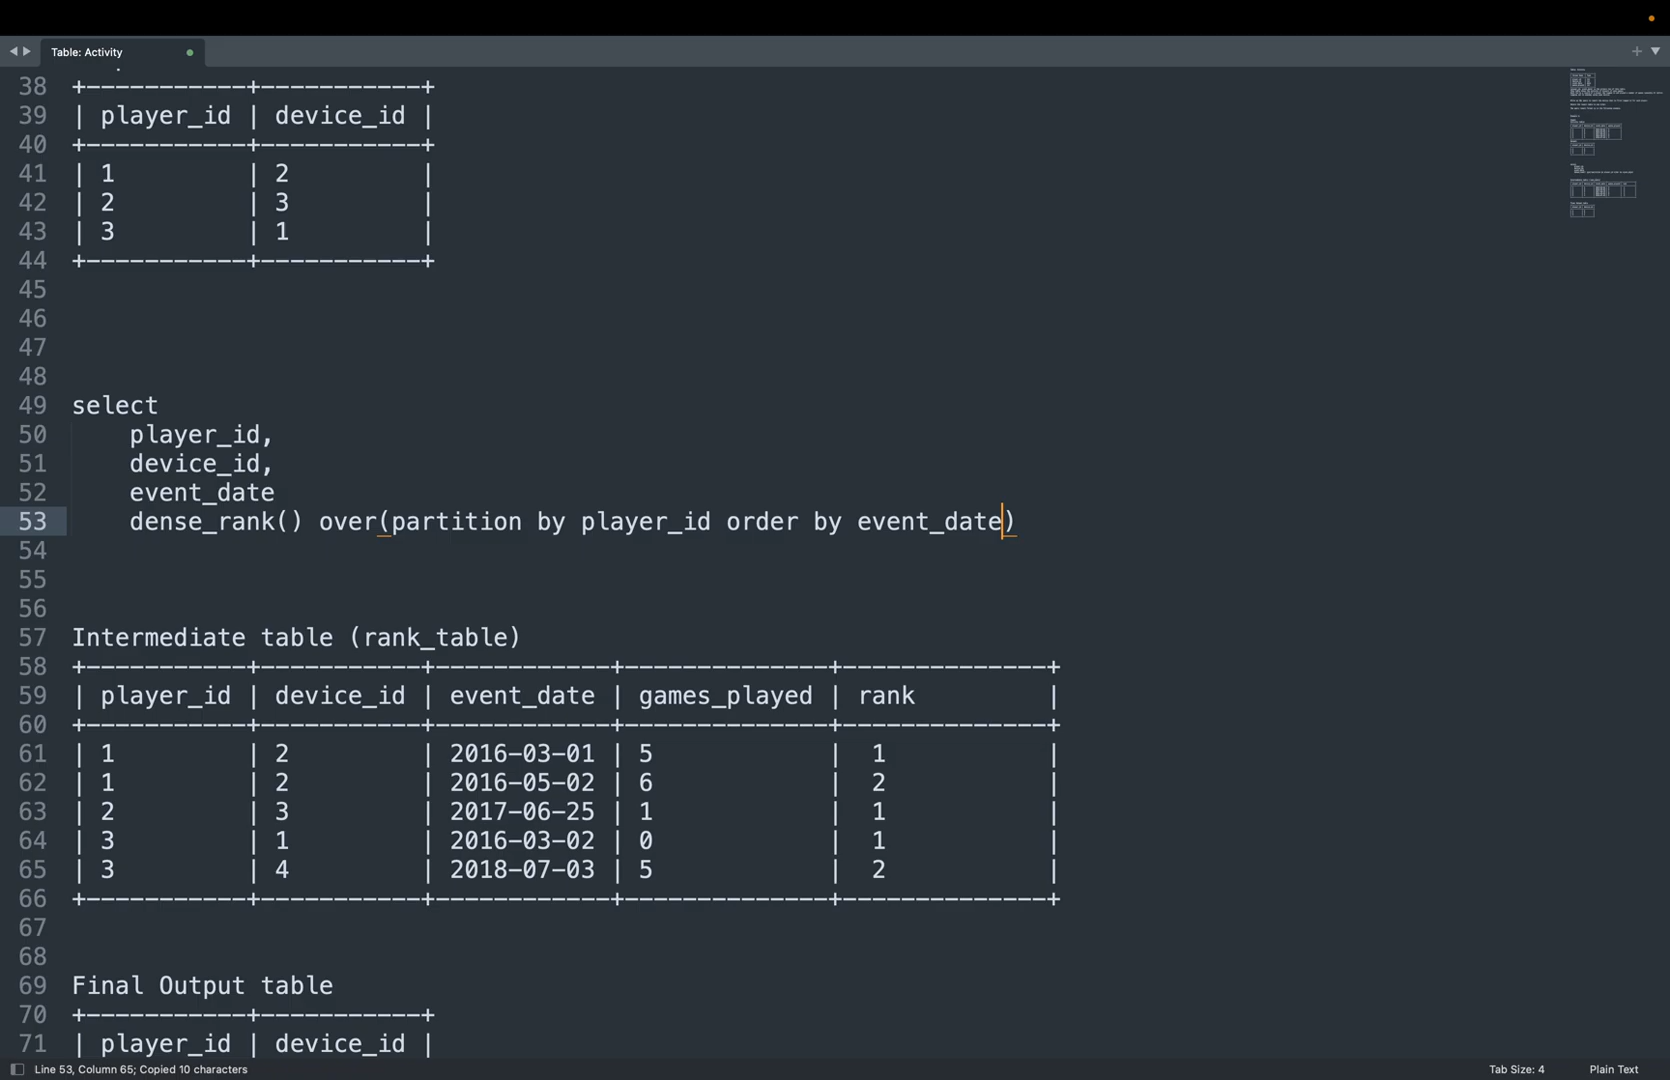 Table: Activity
38 +------------+------------+
39 | player_id | device_id |
40 +------------+------------+
41 | 1 | 2 |
42 | 2 | 3 |
43 | 3 | 1 |
44 +------------+------------+
45
46
47
48
49 select
50 player_id,
51 device_id,
52 event_date
53 dense_rank() over(partition by player_id order by event_date)
54
55
56
57 Intermediate table (rank_table)
58 +------------+------------+-------------+---------------+---------------+
59 | player_id | device_id | event_date | games_played | rank |
60 +------------+------------+-------------+---------------+---------------+
61 | 1 | 2 | 2016-03-01 | 5 | 1 |
62 | 1 | 2 | 2016-05-02 | 6 | 2 |
63 | 2 | 3 | 2017-06-25 | 1 | 1 |
64 | 3 | 1 | 2016-03-02 | 0 | 1 |
65 | 3 | 4 | 2018-07-03 | 5 | 2 |
66 +------------+------------+-------------+---------------+---------------+
67
68
69 Final Output table
70 +------------+------------+
71 | player_id | device_id |
Line 53, Column 65; Copied 10 characters
Tab Size: 4
Plain Text